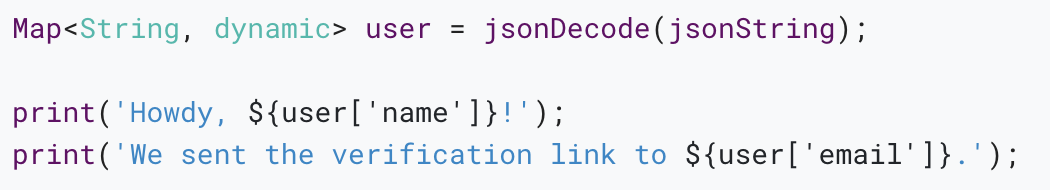 Map<String, dynamic> user = jsonDecode(jsonString);
print('Howdy, ${user['name']}!');
print('We sent the verification link to ${user['email']}.');